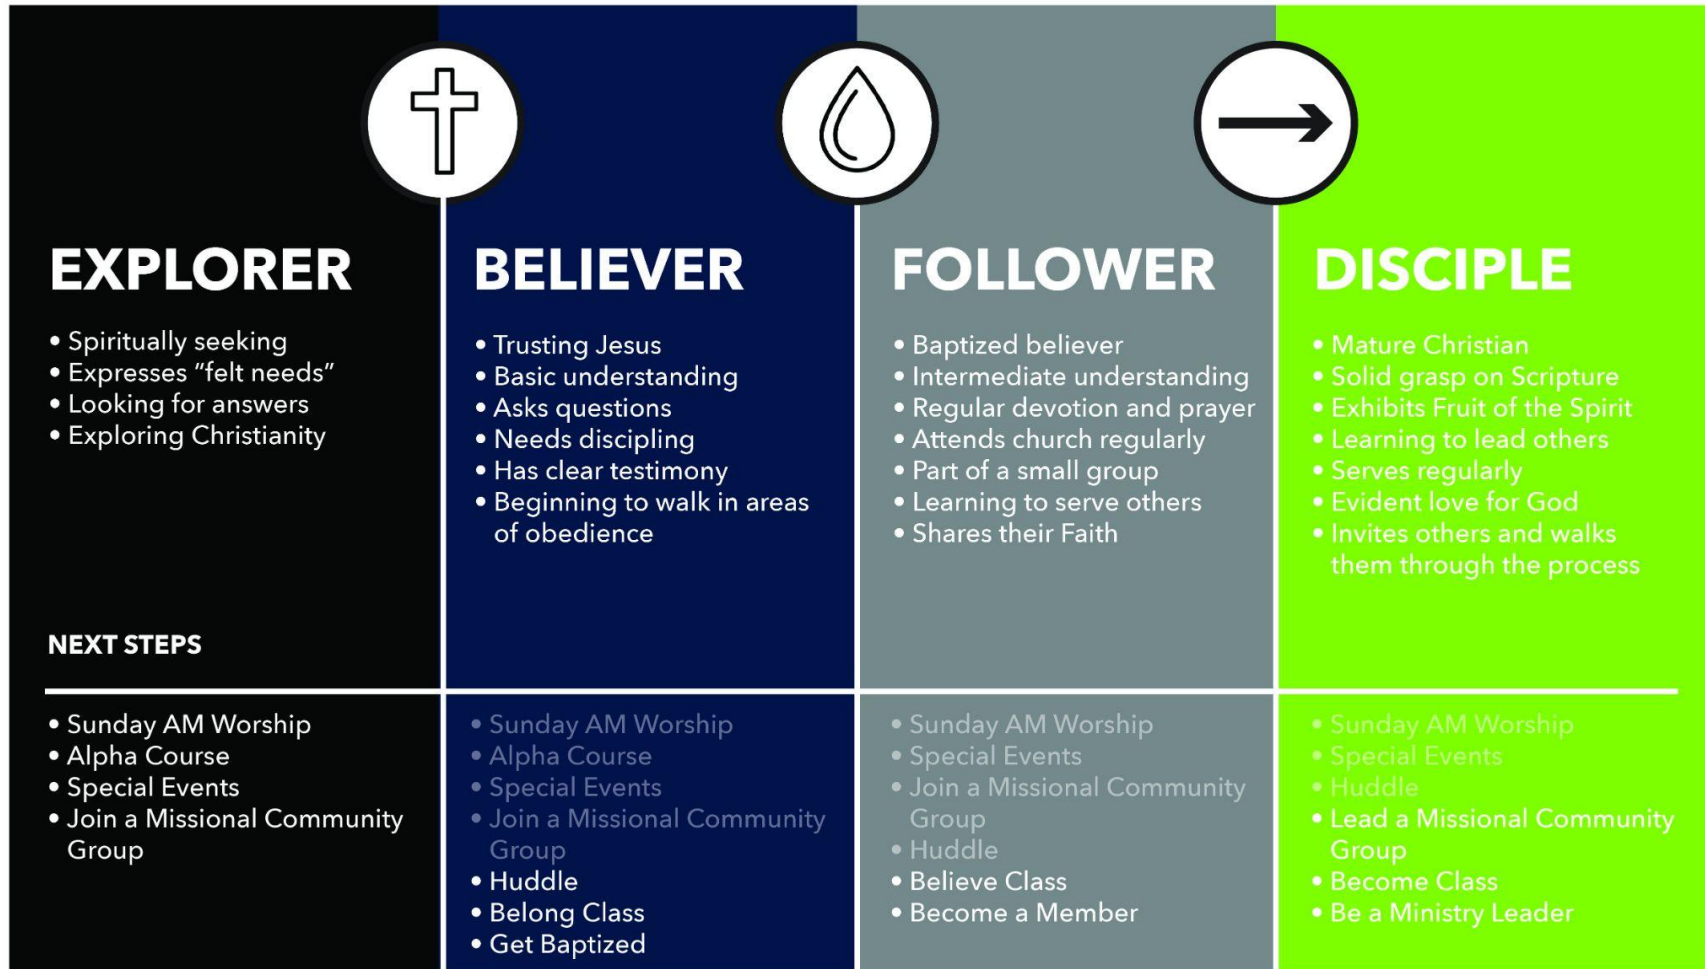 EXPLORER
• Spiritually seeking
• Expresses “felt needs”
• Looking for answers
• Exploring Christianity
NEXT STEPS
• Sunday AM Worship
• Alpha Course
• Special Events
• Join a Missional Community
Group
BELIEVER
• Trusting Jesus
• Basic understanding
• Asks questions
• Needs discipling
• Has clear testimony
• Beginning to walk in areas
of obedience
• Sunday AM Worship
• Alpha Course
• Special Events
• Join a Missional Community
Group
• Huddle
• Belong Class
• Get Baptized
FOLLOWER
• Baptized believer
• Intermediate understanding
• Regular devotion and prayer
• Attends church regularly
• Part of a small group
• Learning to serve others
• Shares their Faith
• Sunday AM Worship
• Special Events
• Join a Missional Community
Group
• Huddle
• Believe Class
• Become a Member
DISCIPLE
• Mature Christian
• Solid grasp on Scripture
• Exhibits Fruit of the Spirit
• Learning to lead others
• Serves regularly
• Evident love for God
• Invites others and walks
them through the process
• Sunday AM Worship
• Special Events
• Huddle
• Lead a Missional Community
Group
• Become Class
• Be a Ministry Leader